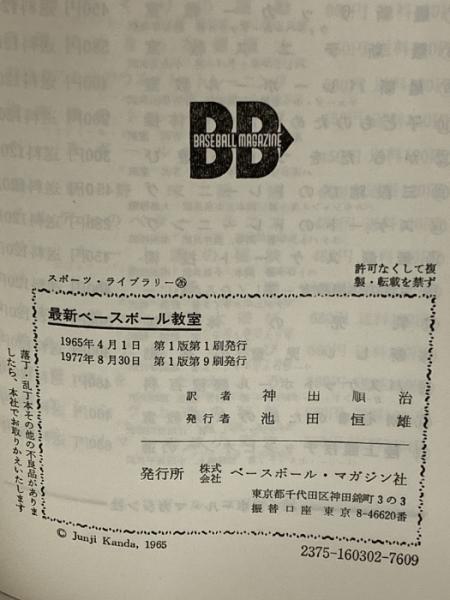 BB
BASEBALL MAGAZINE
スポーツ・ライブラリー㉖
許可なくして複
製・転載を禁ず
最新ベースボール教室
1965年4月1日 第1版第1刷発行
1977年8月30日 第1版第9刷発行
訳者 神田順治
発行者 池田恒雄
発行所 株式会社 ベースボール・マガジン社
東京都千代田区神田錦町3の3
振替口座 東京8-46620番
落丁・乱丁本その他の不良品がありま
したら、本社でお取りかえいたします
© Junji Kanda, 1965
2375-160302-7609